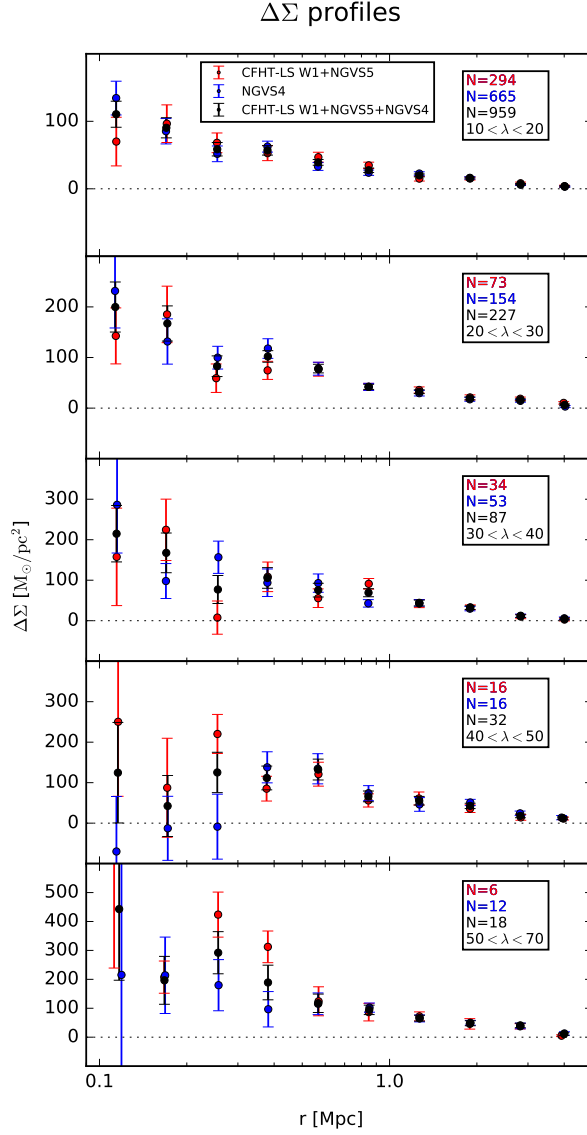 ΔΣ profiles
CFHT-LS W1+NGVS5
NGVS4
CFHT-LS W1+NGVS5+NGVS4
N=294
N=665
N=959
10<λ<20
100
0
N=73
N=154
N=227
20<λ<30
200
100
0
N=34
N=53
N=87
30<λ<40
300
200
100
0
ΔΣ [M⊙/pc²]
N=16
N=16
N=32
40<λ<50
300
200
100
0
N=6
N=12
N=18
50<λ<70
500
400
300
200
100
0
0.1 1.0
r [Mpc]